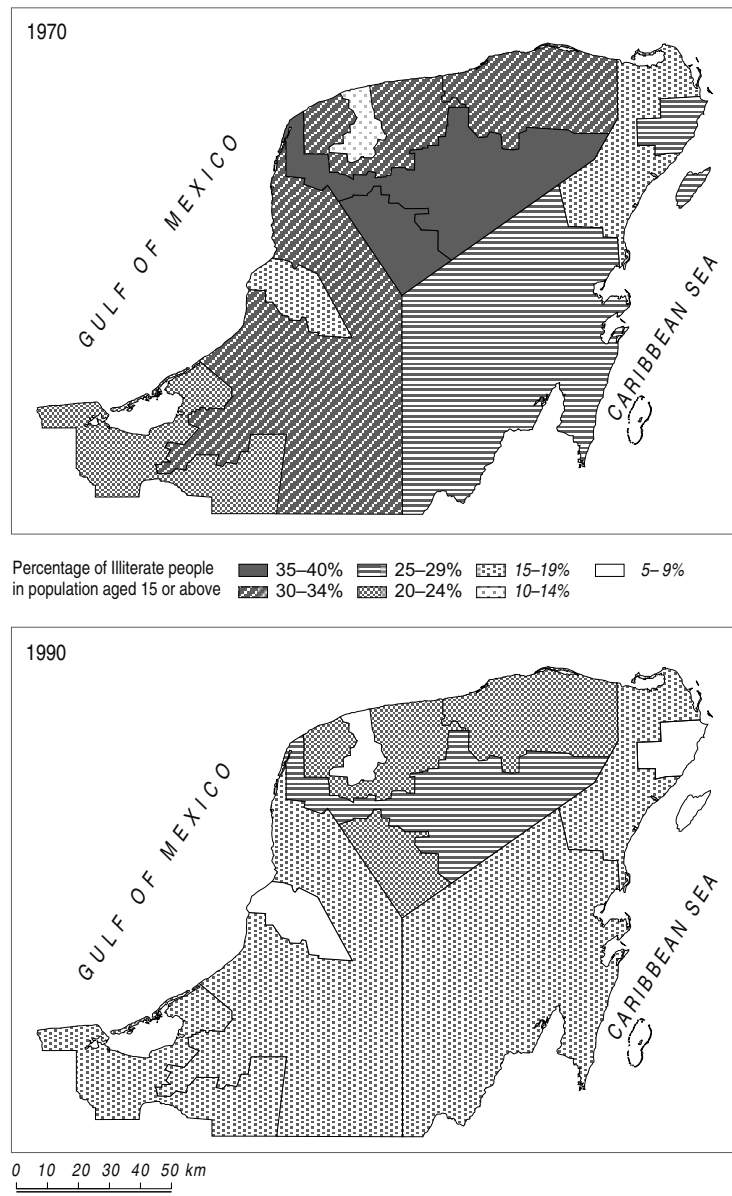 1970
GULF OF MEXICO
CARIBBEAN SEA
Percentage of Illiterate people
in population aged 15 or above
35–40%
25–29%
15–19%
5–9%
30–34%
20–24%
10–14%
1990
GULF OF MEXICO
CARIBBEAN SEA
0 10 20 30 40 50 km